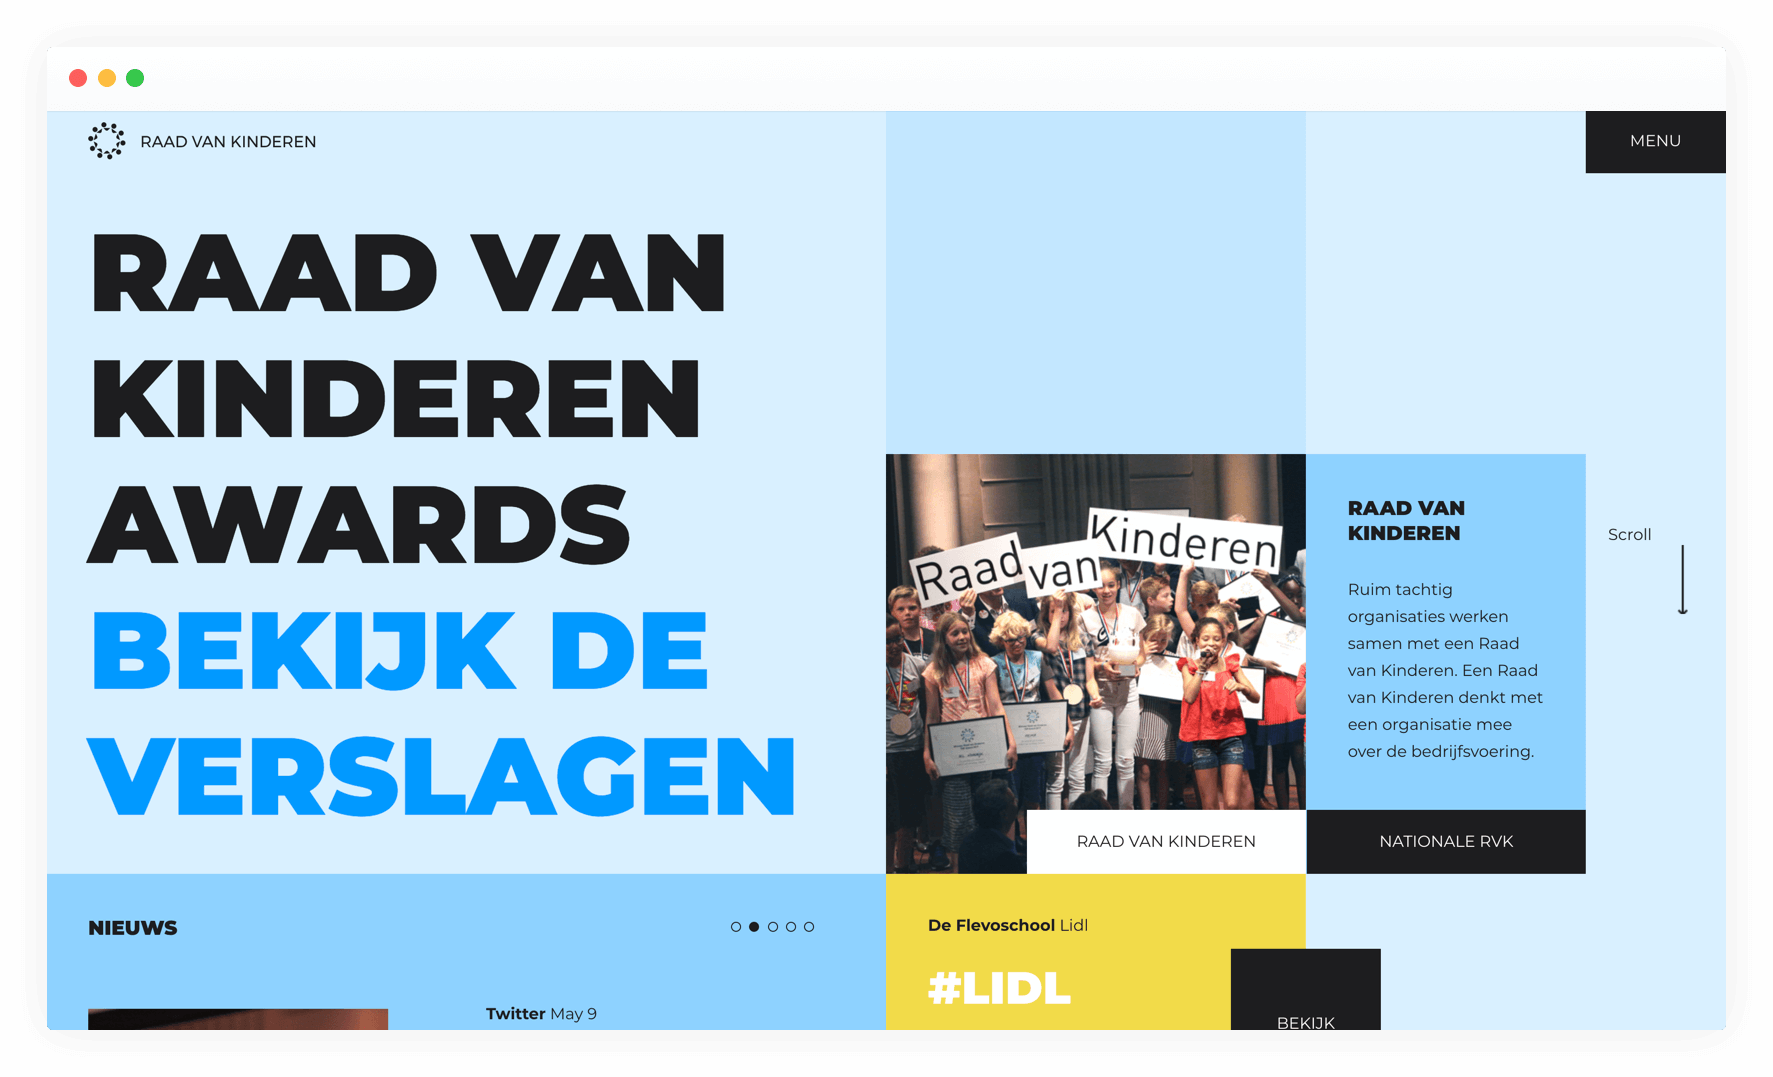 RAAD VAN KINDEREN
MENU
RAAD VAN
KINDEREN
AWARDS
BEKIJK DE
VERSLAGEN
Raad van Kinderen
RAAD VAN
KINDEREN
Ruim tachtig
organisaties werken
samen met een Raad
van Kinderen. Een Raad
van Kinderen denkt met
een organisatie mee
over de bedrijfsvoering.
Scroll
RAAD VAN KINDEREN
NATIONALE RVK
NIEUWS
Twitter May 9
De Flevoschool Lidl
#LIDL
BEKIJK